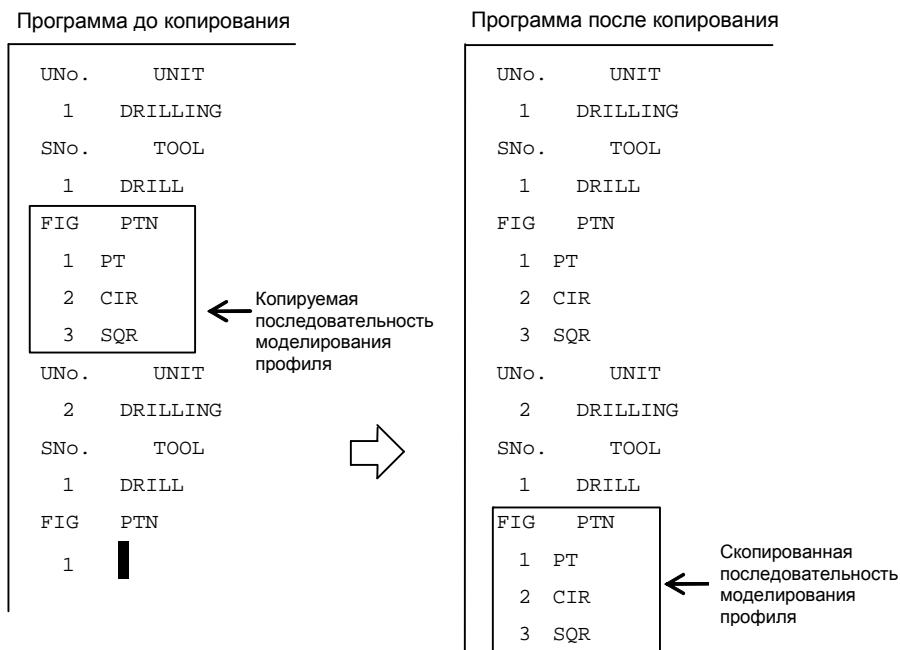 Программа до копирования
UNo. UNIT
1 DRILLING
SNo. TOOL
1 DRILL
FIG PTN
1 PT
2 CIR
3 SQR
UNo. UNIT
2 DRILLING
SNo. TOOL
1 DRILL
FIG PTN
1
Копируемая
последовательность
моделирования
профиля
Программа после копирования
UNo. UNIT
1 DRILLING
SNo. TOOL
1 DRILL
FIG PTN
1 PT
2 CIR
3 SQR
UNo. UNIT
2 DRILLING
SNo. TOOL
1 DRILL
FIG PTN
1 PT
2 CIR
3 SQR
Скопированная
последовательность
моделирования
профиля